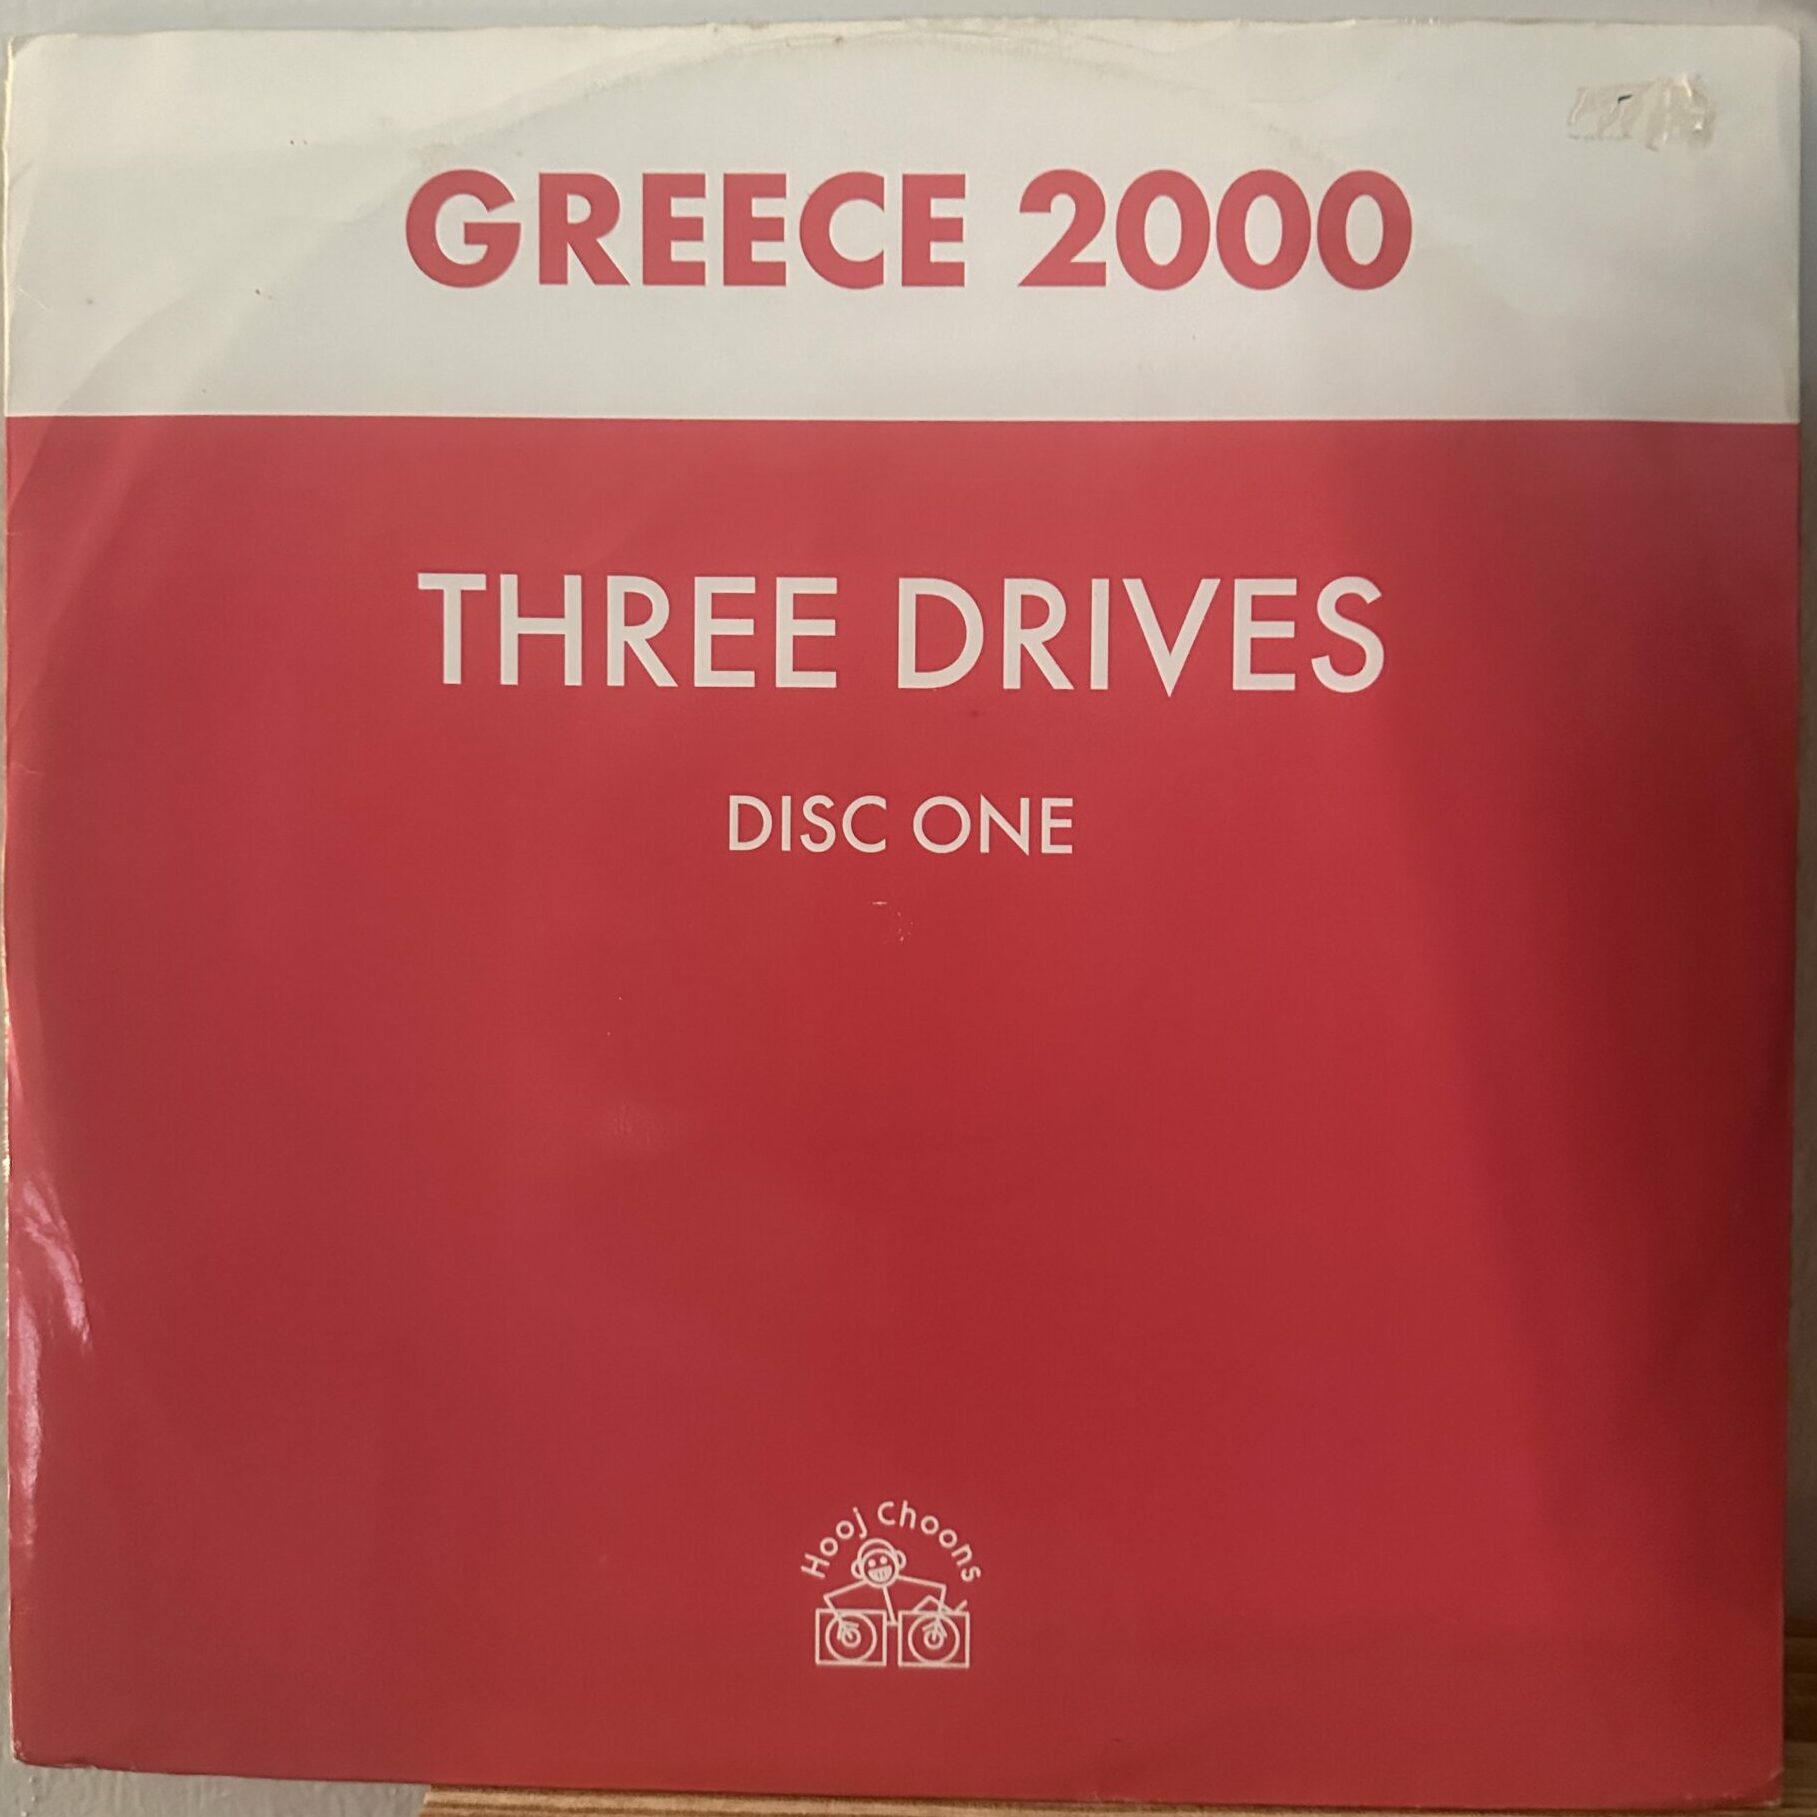 GREECE 2000
THREE DRIVES
DISC ONE
Hooj Choons